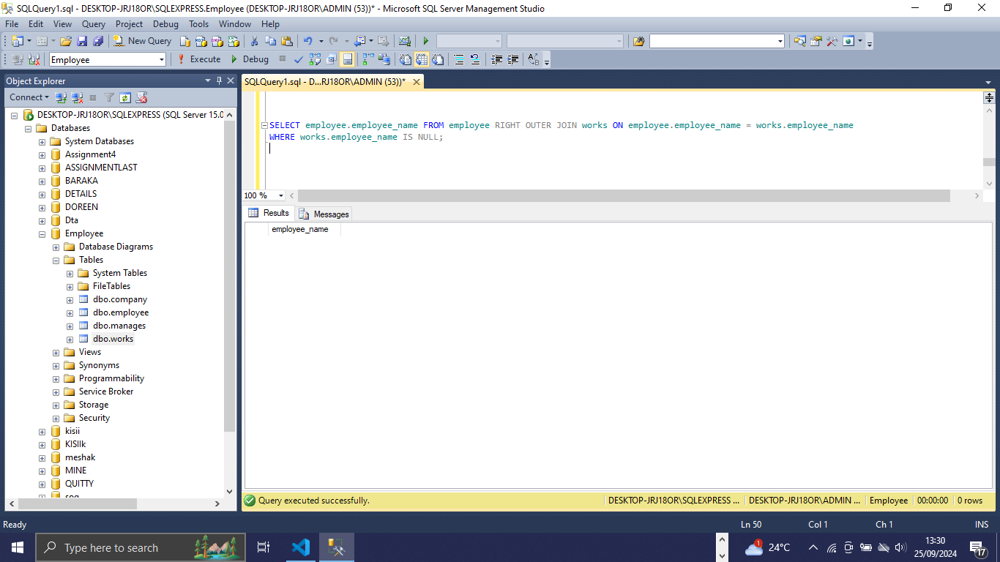 SQLQuery1.sql - DESKTOP-JRJ18OR\SQLEXPRESS.Employee (DESKTOP-JRJ18OR\ADMIN (53))* - Microsoft SQL Server Management Studio
File Edit View Query Project Debug Tools Window Help
New Query
Employee Execute Debug
Object Explorer
Connect
DESKTOP-JRJ18OR\SQLEXPRESS (SQL Server 15.0
Databases
System Databases
Assignment4
ASSIGNMENTLAST
BARAKA
DETAILS
DOREEN
Dta
Employee
Database Diagrams
Tables
System Tables
FileTables
dbo.company
dbo.employee
dbo.manages
dbo.works
Views
Synonyms
Programmability
Service Broker
Storage
Security
kisii
KISIIk
meshak
MINE
QUITTY
SQLQuery1.sql - D...RJ18OR\ADMIN (53))*
SELECT employee.employee_name FROM employee RIGHT OUTER JOIN works ON employee.employee_name = works.employee_name
WHERE works.employee_name IS NULL;
100 %
Results Messages
employee_name
Query executed successfully. DESKTOP-JRJ18OR\SQLEXPRESS ... DESKTOP-JRJ18OR\ADMIN ... Employee 00:00:00 0 rows
Ready Ln 50 Col 1 Ch 1 INS
Type here to search 1 24°C 13:30
25/09/2024 17